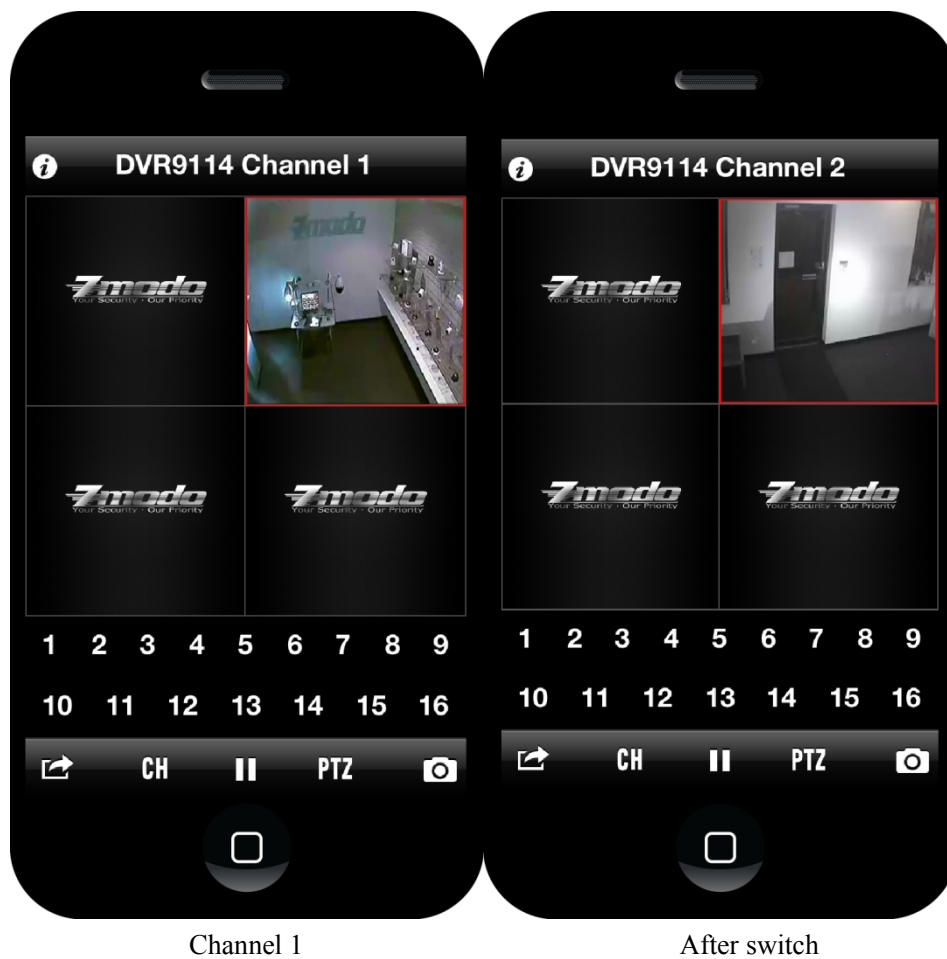 DVR9114 Channel 1
zmodo
zmodo
Your Security · Our Priority
zmodo
Your Security · Our Priority
zmodo
Your Security · Our Priority
1 2 3 4 5 6 7 8 9
10 11 12 13 14 15 16
CH PTZ
Channel 1
DVR9114 Channel 2
zmodo
Your Security · Our Priority
zmodo
Your Security · Our Priority
zmodo
Your Security · Our Priority
1 2 3 4 5 6 7 8 9
10 11 12 13 14 15 16
CH PTZ
After switch